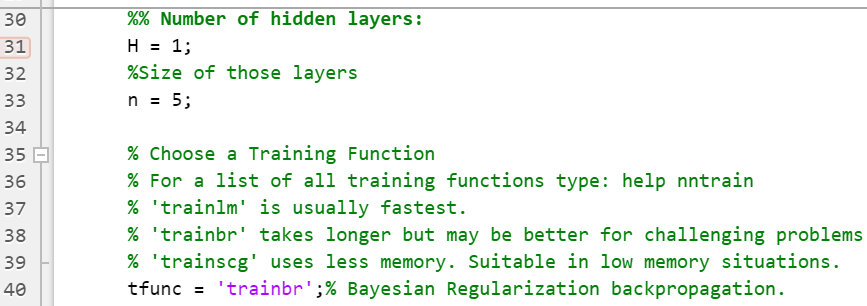 30 %% Number of hidden layers:
31 H = 1;
32 %Size of those layers
33 n = 5;
34
35 % Choose a Training Function
36 % For a list of all training functions type: help nntrain
37 % 'trainlm' is usually fastest.
38 % 'trainbr' takes longer but may be better for challenging problems
39 % 'trainscg' uses less memory. Suitable in low memory situations.
40 tfunc = 'trainbr';% Bayesian Regularization backpropagation.